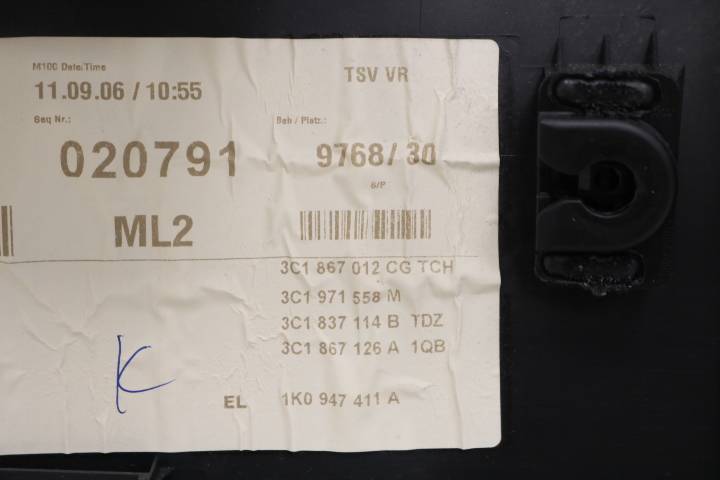 M100 Date/Time
TSV VR
11.09.06 / 10:55
Seq Nr.:
Beh / Platz.:
020791
9768/ 30
S/P
ML2
3C1 867 012 CG TCH
3C1 971 558 M
3C1 837 114 B TDZ
3C1 867 126 A 1QB
K
EL 1K0 947 411 A